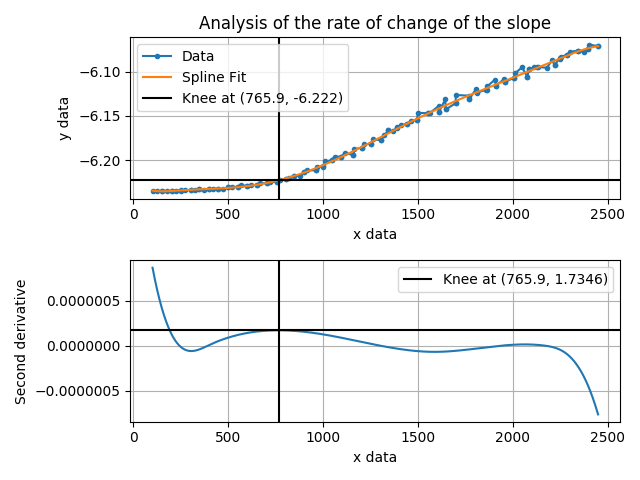 Analysis of the rate of change of the slope
Data
Spline Fit
Knee at (765.9, -6.222)
y data
−6.10
−6.15
−6.20
0 500 1000 1500 2000 2500
x data
Knee at (765.9, 1.7346)
Second derivative
0.0000005
0.0000000
−0.0000005
0 500 1000 1500 2000 2500
x data